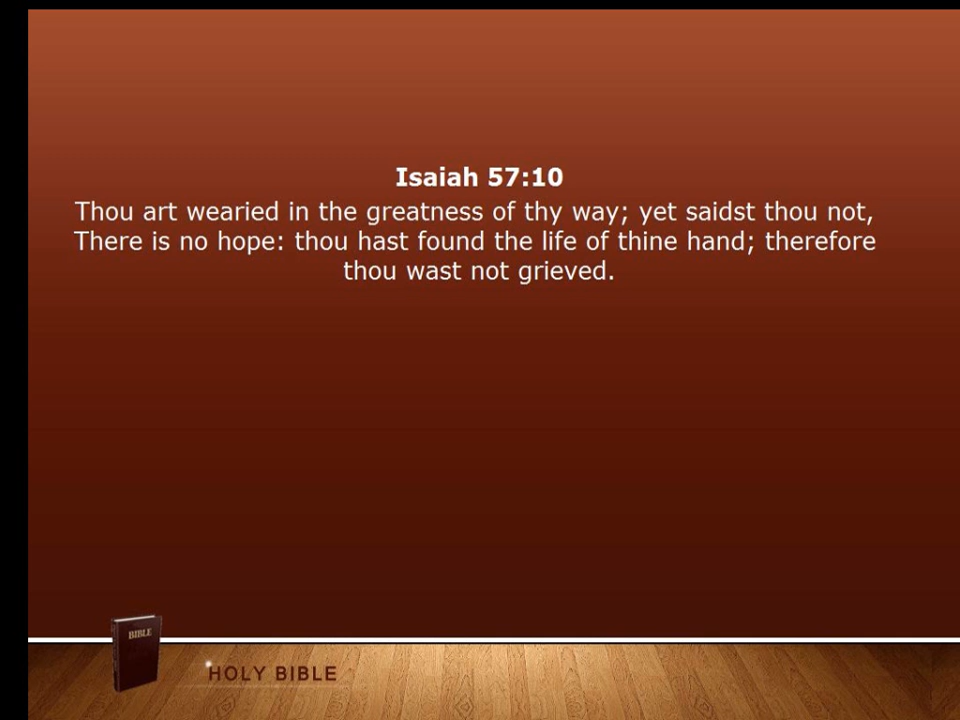 Isaiah 57:10
Thou art wearied in the greatness of thy way; yet saidst thou not,
There is no hope: thou hast found the life of thine hand; therefore
thou wast not grieved.
BIBLE
HOLY BIBLE